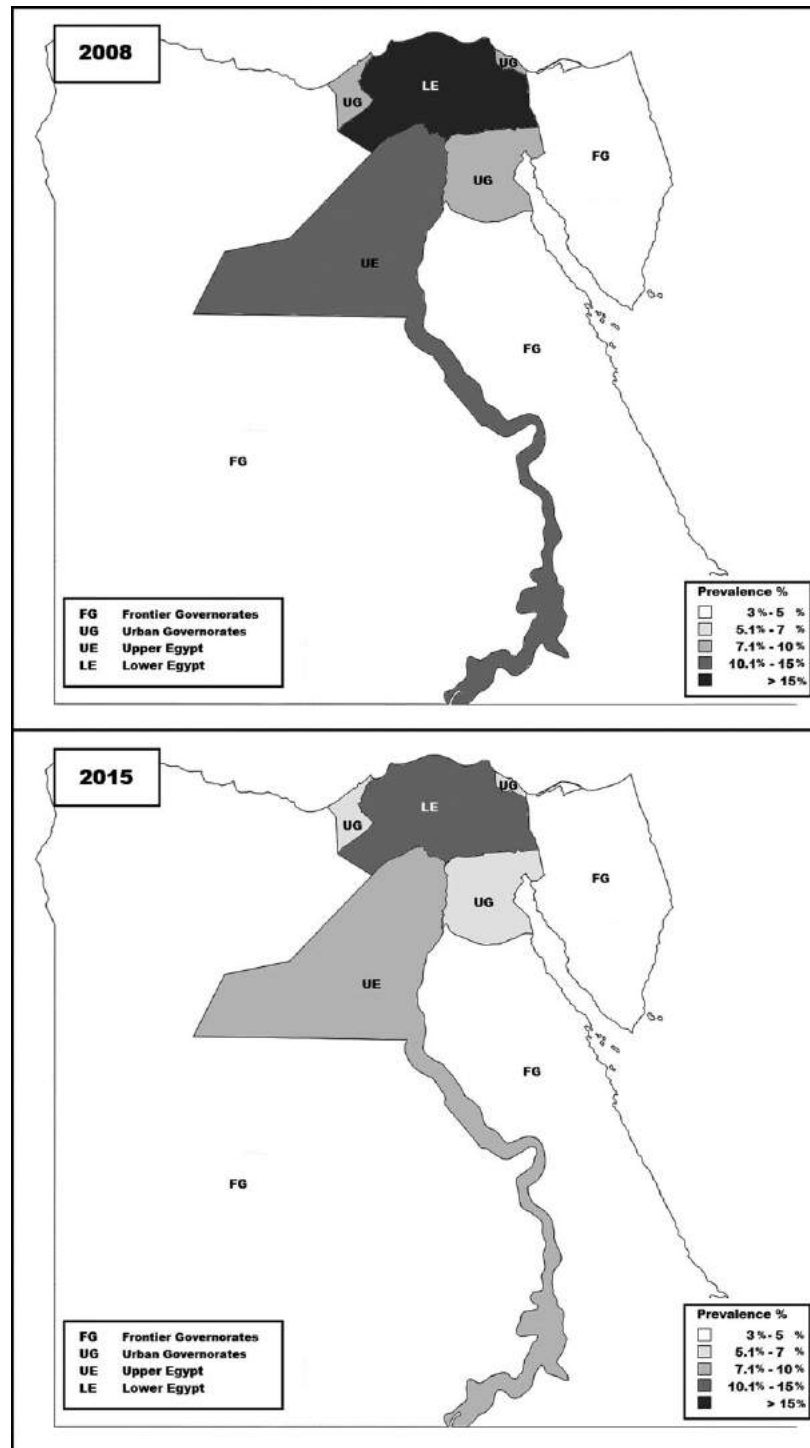 2008
UG
LE
UG
FG
UG
UE
FG
FG
FG Frontier Governorates
UG Urban Governorates
UE Upper Egypt
LE Lower Egypt
Prevalence %
3%-5 %
5.1%-7 %
7.1%-10 %
10.1%-15%
> 15%
2015
UG
LE
UG
FG
UG
UE
FG
FG
FG Frontier Governorates
UG Urban Governorates
UE Upper Egypt
LE Lower Egypt
Prevalence %
3%-5 %
5.1%-7 %
7.1%-10 %
10.1%-15%
> 15%